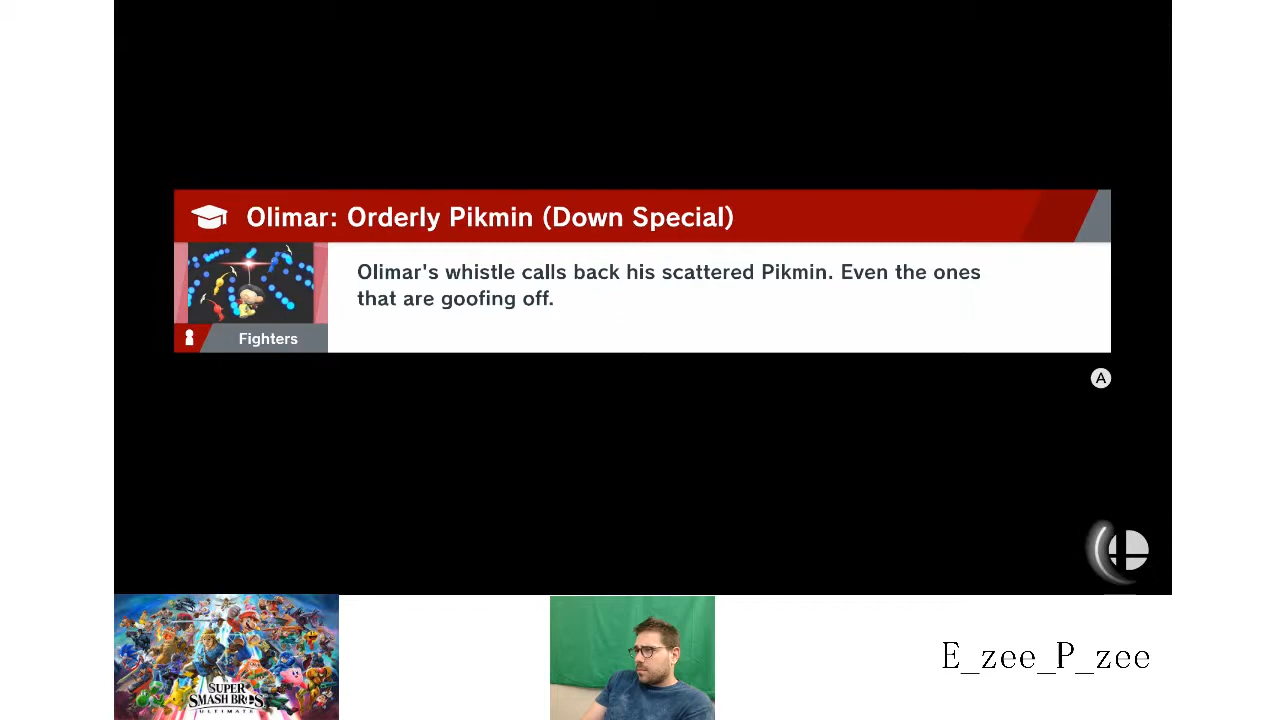 Olimar: Orderly Pikmin (Down Special)
Olimar's whistle calls back his scattered Pikmin. Even the ones
that are goofing off.
Fighters
A
SUPER
SMASH BROS
ULTIMATE
E_zee_P_zee